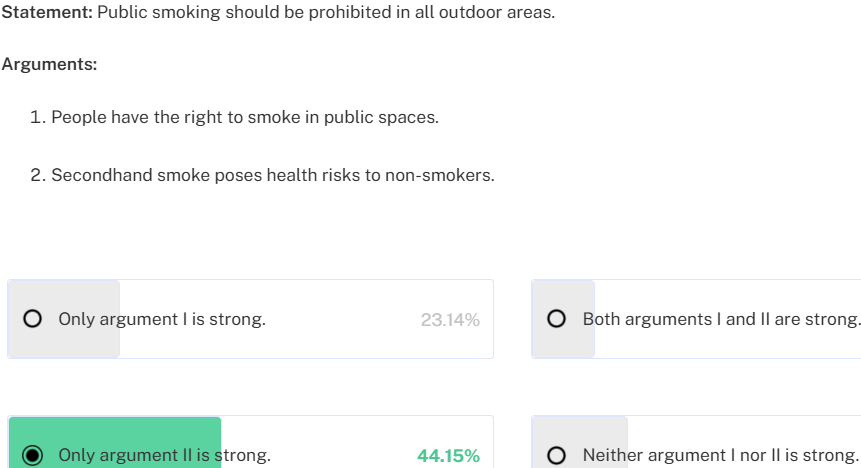 Statement: Public smoking should be prohibited in all outdoor areas.
Arguments:
1. People have the right to smoke in public spaces.
2. Secondhand smoke poses health risks to non-smokers.
Only argument I is strong. 23.14%
Both arguments I and II are strong.
Only argument II is strong. 44.15%
Neither argument I nor II is strong.